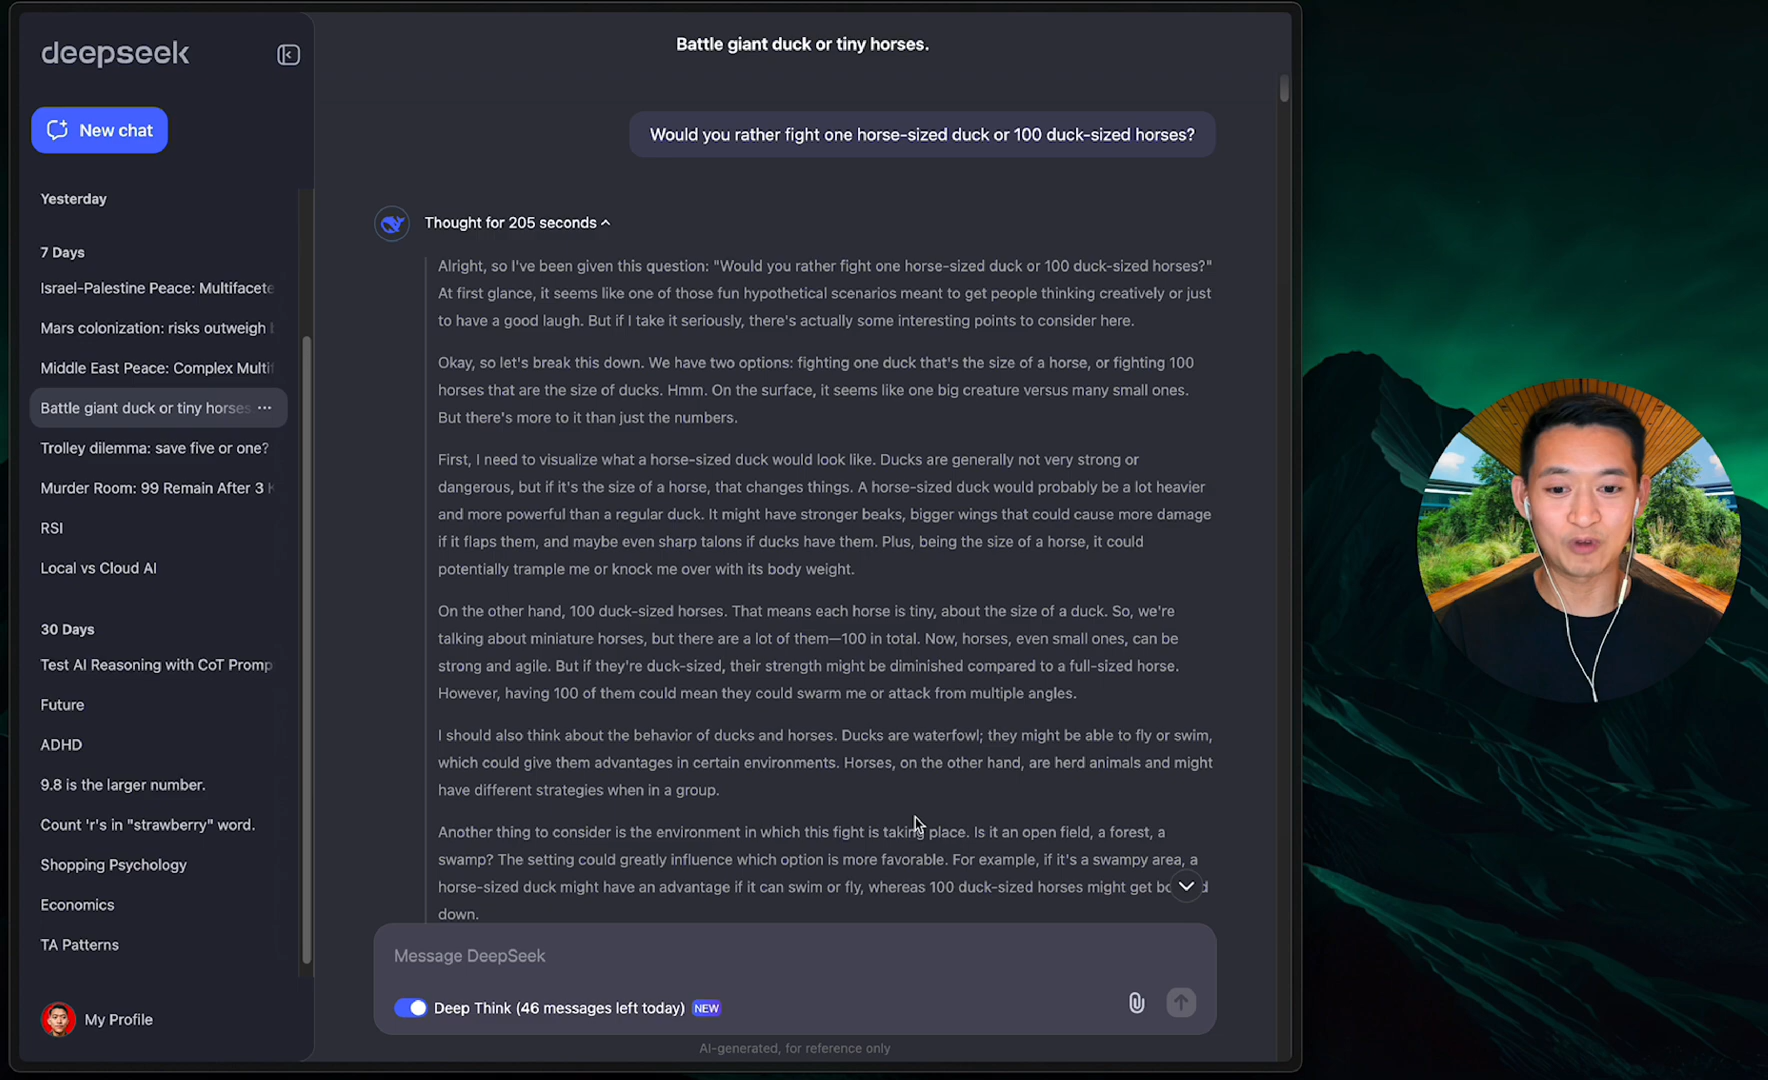 deepseek
New chat
Yesterday
7 Days
Israel-Palestine Peace: Multifacete
Mars colonization: risks outweigh
Middle East Peace: Complex Multif
Battle giant duck or tiny horses ···
Trolley dilemma: save five or one?
Murder Room: 99 Remain After 3
RSI
Local vs Cloud AI
30 Days
Test AI Reasoning with CoT Promp
Future
ADHD
9.8 is the larger number.
Count 'r's in "strawberry" word.
Shopping Psychology
Economics
TA Patterns
My Profile
Battle giant duck or tiny horses.
Would you rather fight one horse-sized duck or 100 duck-sized horses?
Thought for 205 seconds
Alright, so I've been given this question: "Would you rather fight one horse-sized duck or 100 duck-sized horses?"
At first glance, it seems like one of those fun hypothetical scenarios meant to get people thinking creatively or just
to have a good laugh. But if I take it seriously, there's actually some interesting points to consider here.
Okay, so let's break this down. We have two options: fighting one duck that's the size of a horse, or fighting 100
horses that are the size of ducks. Hmm. On the surface, it seems like one big creature versus many small ones.
But there's more to it than just the numbers.
First, I need to visualize what a horse-sized duck would look like. Ducks are generally not very strong or
dangerous, but if it's the size of a horse, that changes things. A horse-sized duck would probably be a lot heavier
and more powerful than a regular duck. It might have stronger beaks, bigger wings that could cause more damage
if it flaps them, and maybe even sharp talons if ducks have them. Plus, being the size of a horse, it could
potentially trample me or knock me over with its body weight.
On the other hand, 100 duck-sized horses. That means each horse is tiny, about the size of a duck. So, we're
talking about miniature horses, but there are a lot of them—100 in total. Now, horses, even small ones, can be
strong and agile. But if they're duck-sized, their strength might be diminished compared to a full-sized horse.
However, having 100 of them could mean they could swarm me or attack from multiple angles.
I should also think about the behavior of ducks and horses. Ducks are waterfowl; they might be able to fly or swim,
which could give them advantages in certain environments. Horses, on the other hand, are herd animals and might
have different strategies when in a group.
Another thing to consider is the environment in which this fight is taking place. Is it an open field, a forest, a
swamp? The setting could greatly influence which option is more favorable. For example, if it's a swampy area, a
horse-sized duck might have an advantage if it can swim or fly, whereas 100 duck-sized horses might get
down.
Message DeepSeek
Deep Think (46 messages left today) NEW
AI-generated, for reference only